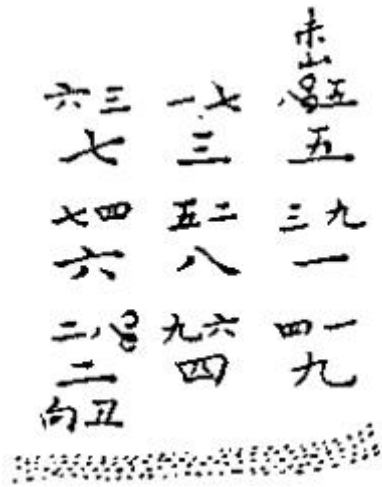 未山
六三 一七 八五
七 三 五
七四 五二 三九
六 八 一
二八 九六 四一
二 四 九
向丑